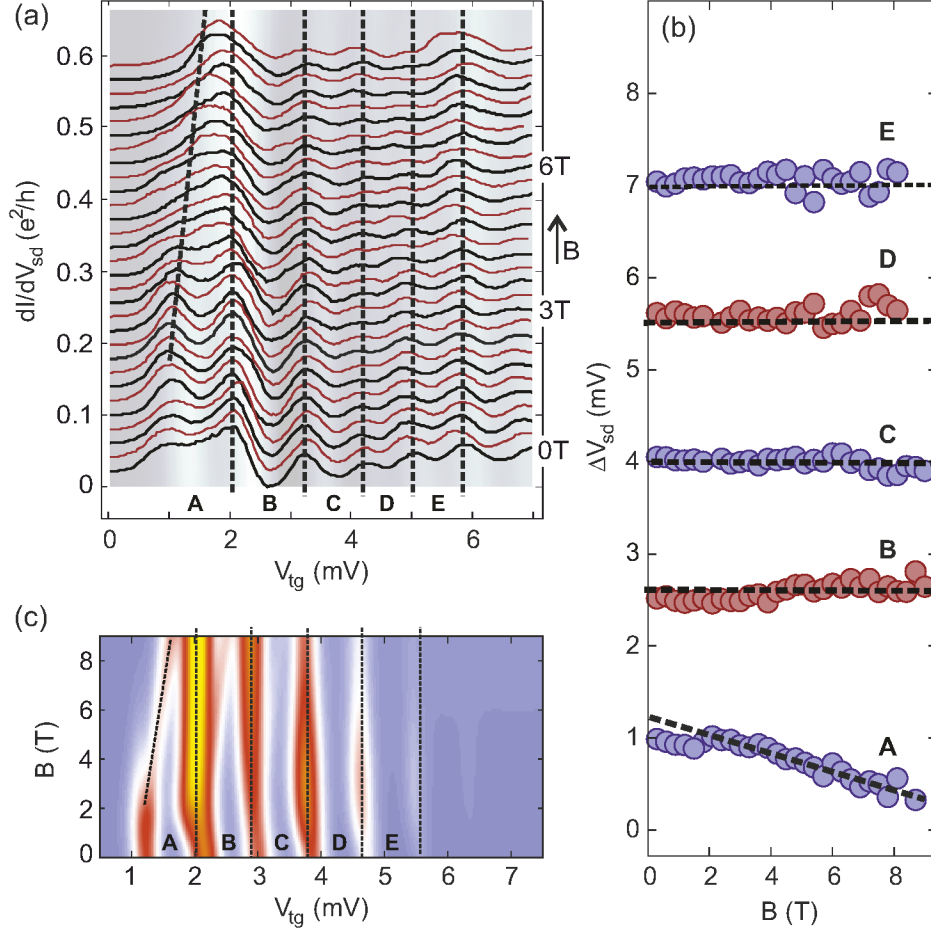 (a)
dI/dVsd (e²/h)
0.6
0.5
0.4
0.3
0.2
0.1
0
6T
B
3T
0T
A B C D E
0 2 4 6
Vtg (mV)
(b)
ΔVsd (mV)
8
7
6
5
4
3
2
1
0
E
D
C
B
A
0 2 4 6 8
B (T)
(c)
B (T)
8
6
4
2
0
A B C D E
1 2 3 4 5 6 7
Vtg (mV)